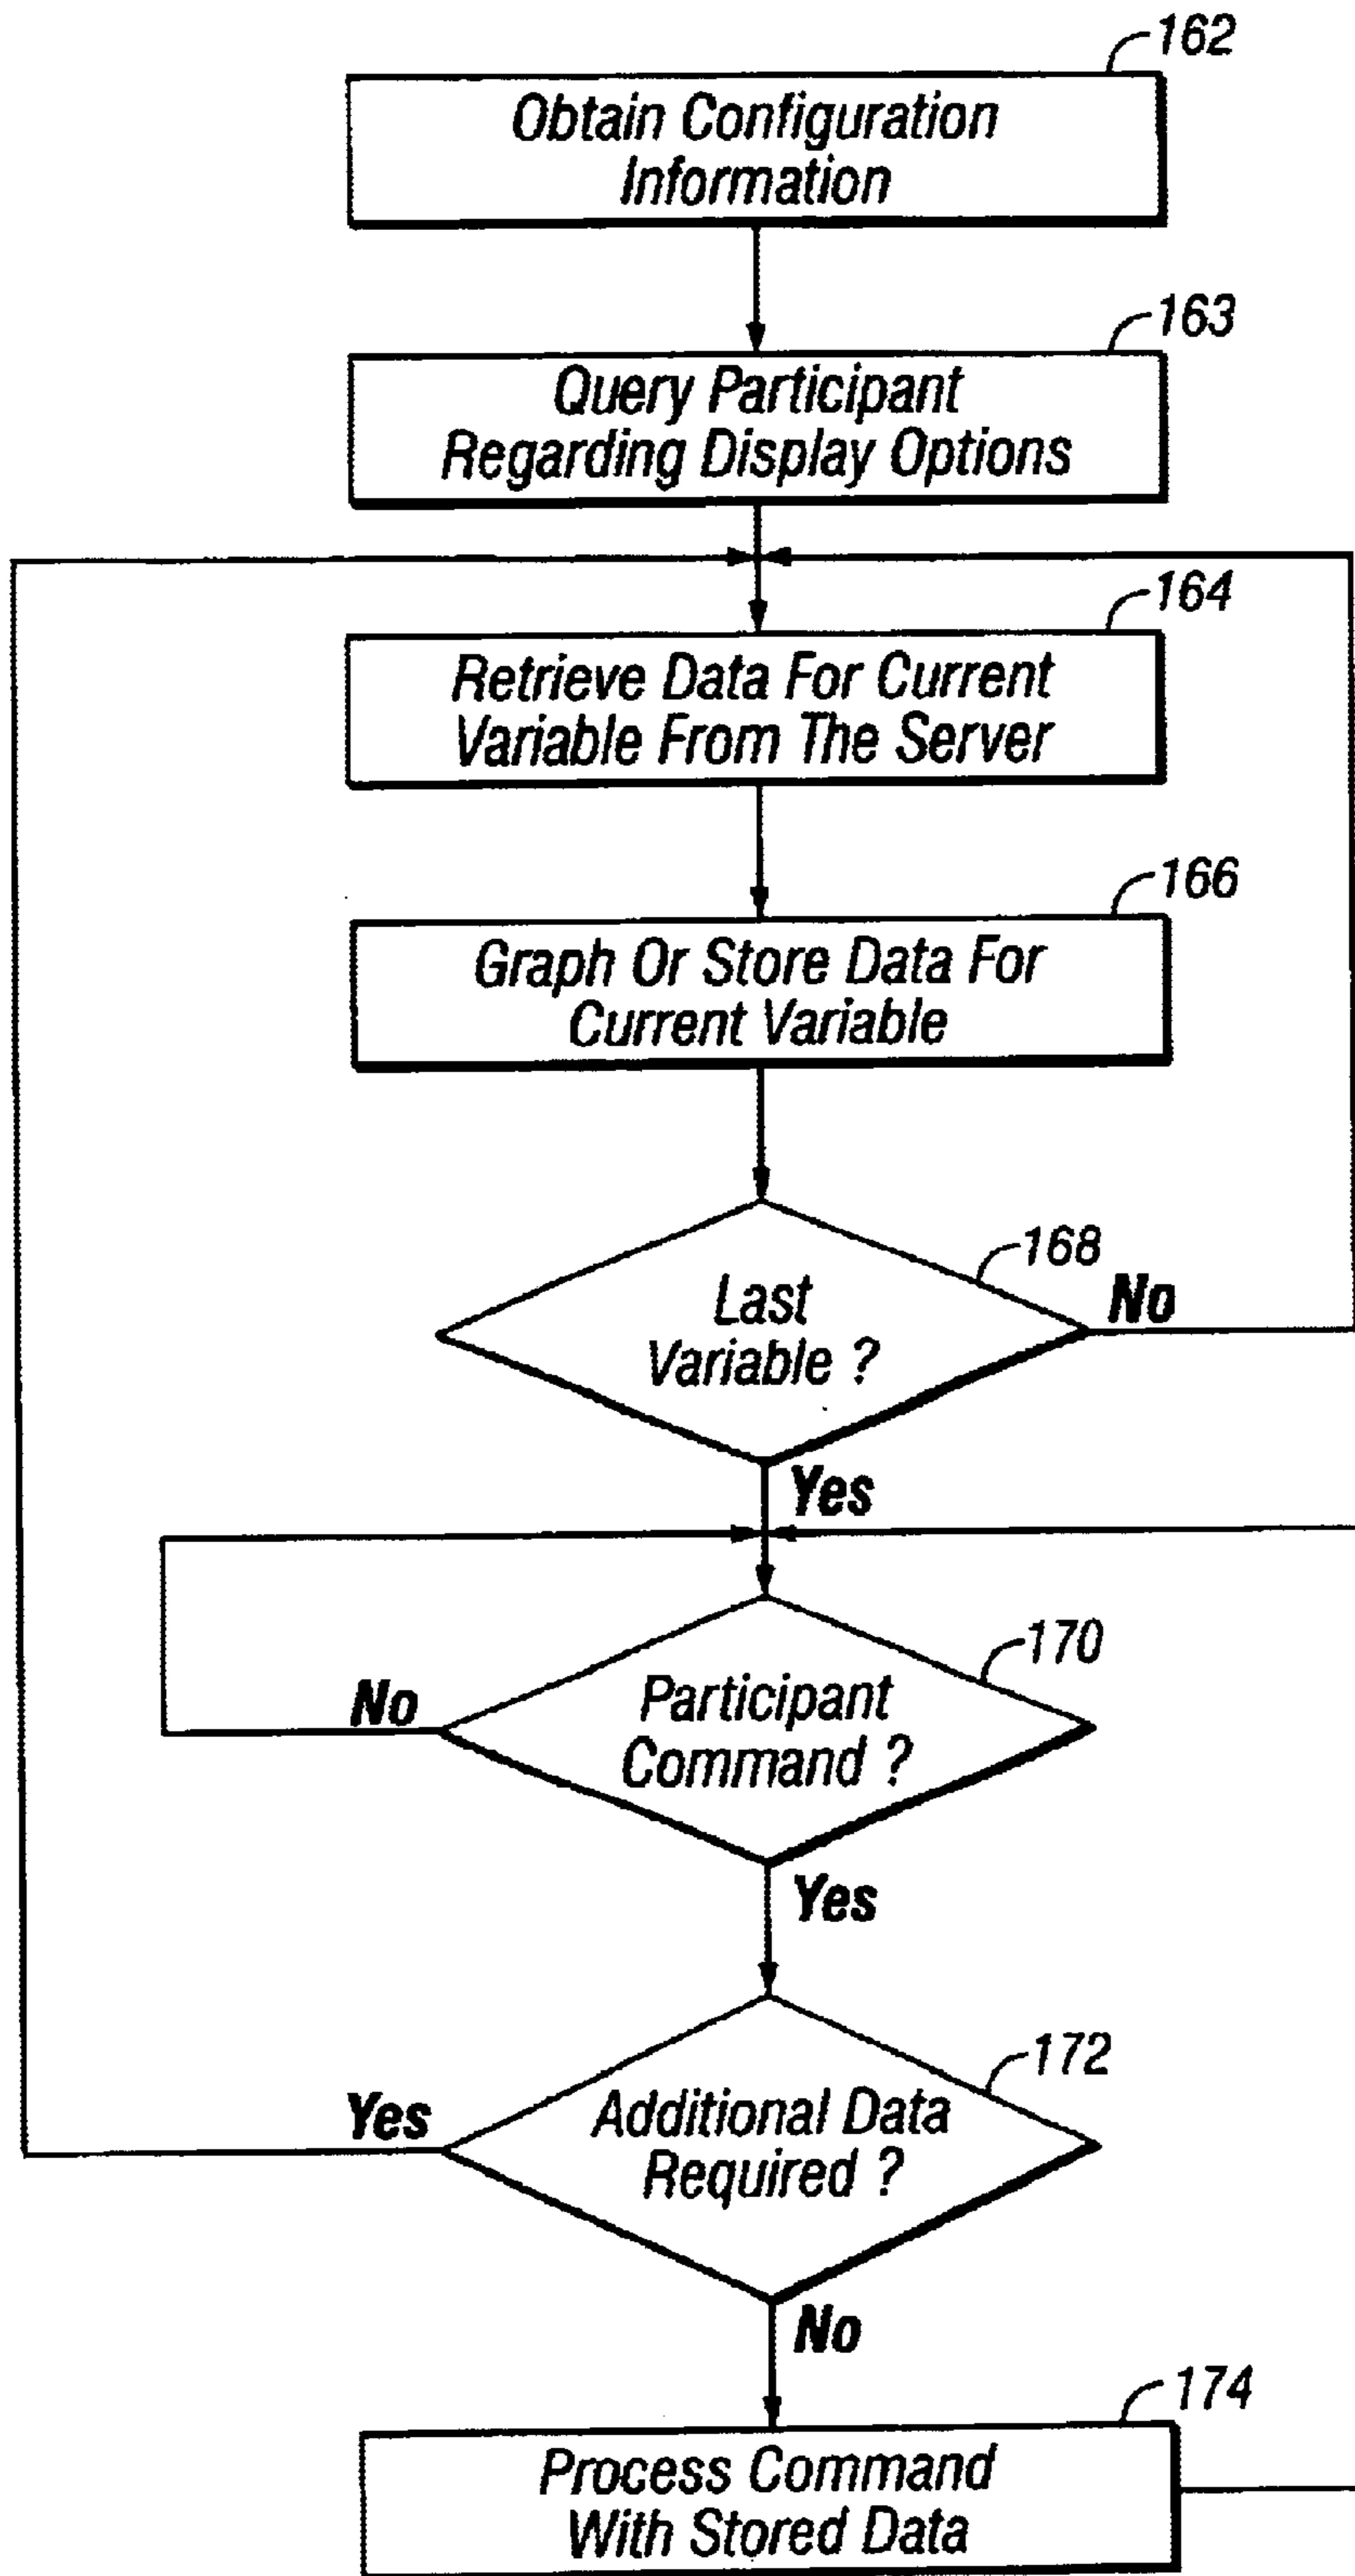 162
Obtain Configuration
Information
163
Query Participant
Regarding Display Options
164
Retrieve Data For Current
Variable From The Server
166
Graph Or Store Data For
Current Variable
168
Last
Variable ?
No
Yes
170
Participant
Command ?
No
Yes
172
Additional Data
Required ?
Yes
No
174
Process Command
With Stored Data